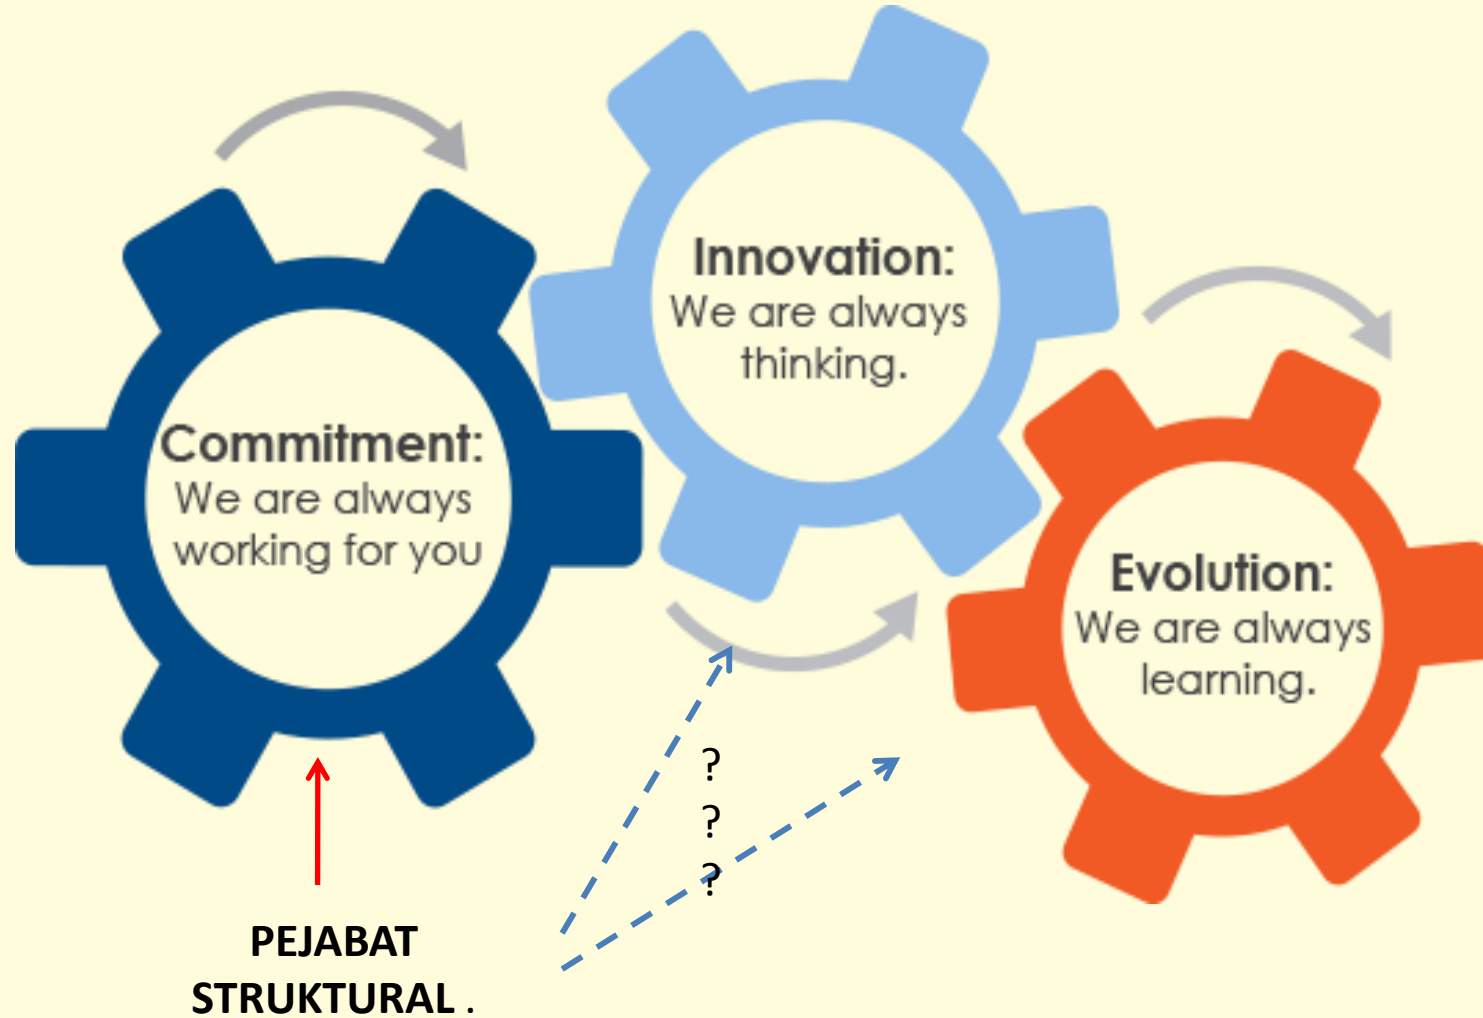 Innovation:
We are always
thinking.
Commitment:
We are always
working for you
Evolution:
We are always
learning.
?
?
?
PEJABAT
STRUKTURAL .